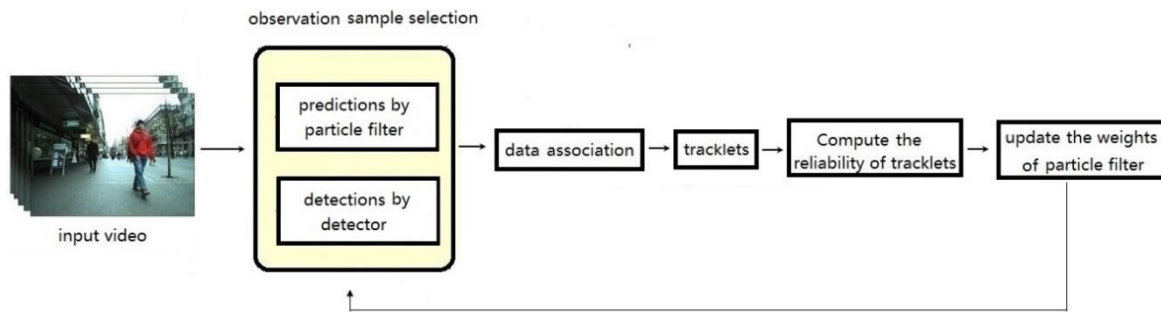 observation sample selection
predictions by
particle filter
detections by
detector
input video
data association
tracklets
Compute the
reliability of tracklets
update the weights
of particle filter